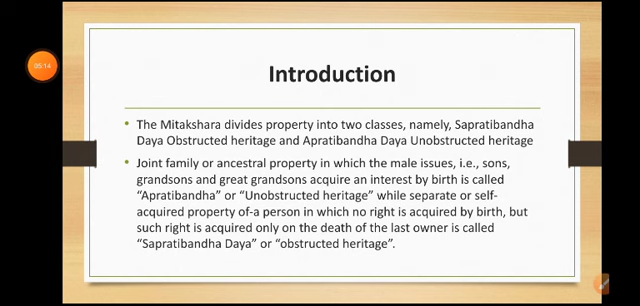 05:14
Introduction
• The Mitakshara divides property into two classes, namely, Sapratibandha
Daya Obstructed heritage and Apratibandha Daya Unobstructed heritage
• Joint family or ancestral property in which the male issues, i.e., sons,
grandsons and great grandsons acquire an interest by birth is called
“Apratibandha” or “Unobstructed heritage” while separate or self-
acquired property of-a person in which no right is acquired by birth, but
such right is acquired only on the death of the last owner is called
“Sapratibandha Daya” or “obstructed heritage”.